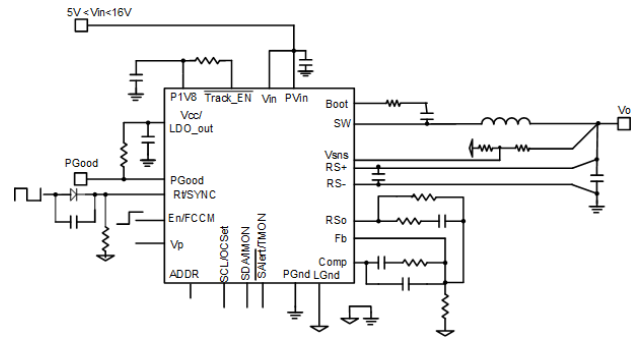 5V <Vin<16V
P1V8
Track_EN
Vin
PVin
Boot
Vcc/
LDO_out
SW
Vo
Vsns
PGood
RS+
PGood
RS-
Rt/SYNC
En/FCCM
RSo
Vp
Fb
Comp
ADDR
SCL/OCSet
SDA/IMON
SAlert/TMON
PGnd
LGnd